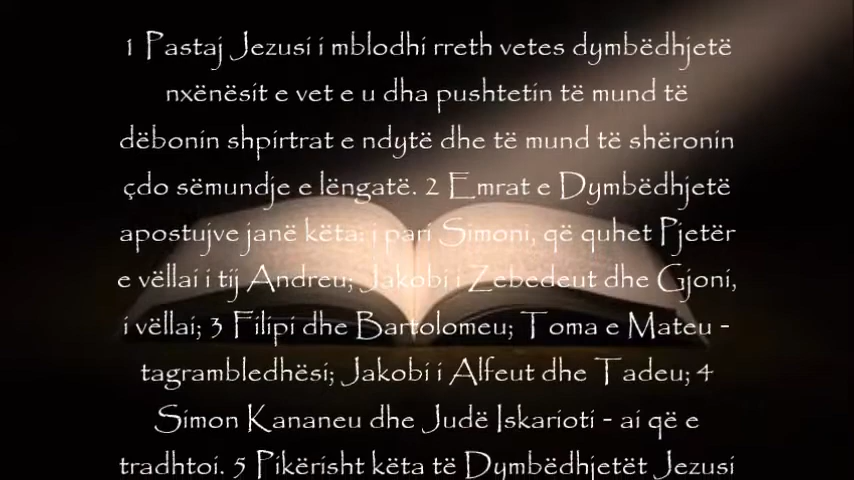 1 Pastaj Jezusi i mblodhi rreth vetes dymbëdhjetë
nxënësit e vet e u dha pushtetin të mund të
dëbonin shpirtrat e ndytë dhe të mund të shëronin
çdo sëmundje e lëngatë. 2 Emrat e Dymbëdhjetë
apostujve janë këta: i pari Simoni, që quhet Pjetër
e vëllai i tij Andreu; Jakobi i Zebedeut dhe Gjoni,
i vëllai; 3 Filipi dhe Bartolomeu; Toma e Mateu -
tagrambledhësi; Jakobi i Alfeut dhe Tadeu; 4
Simon Kananeu dhe Judë Iskarioti - ai që e
tradhtoi. 5 Pikërisht këta të Dymbëdhjetët Jezusi